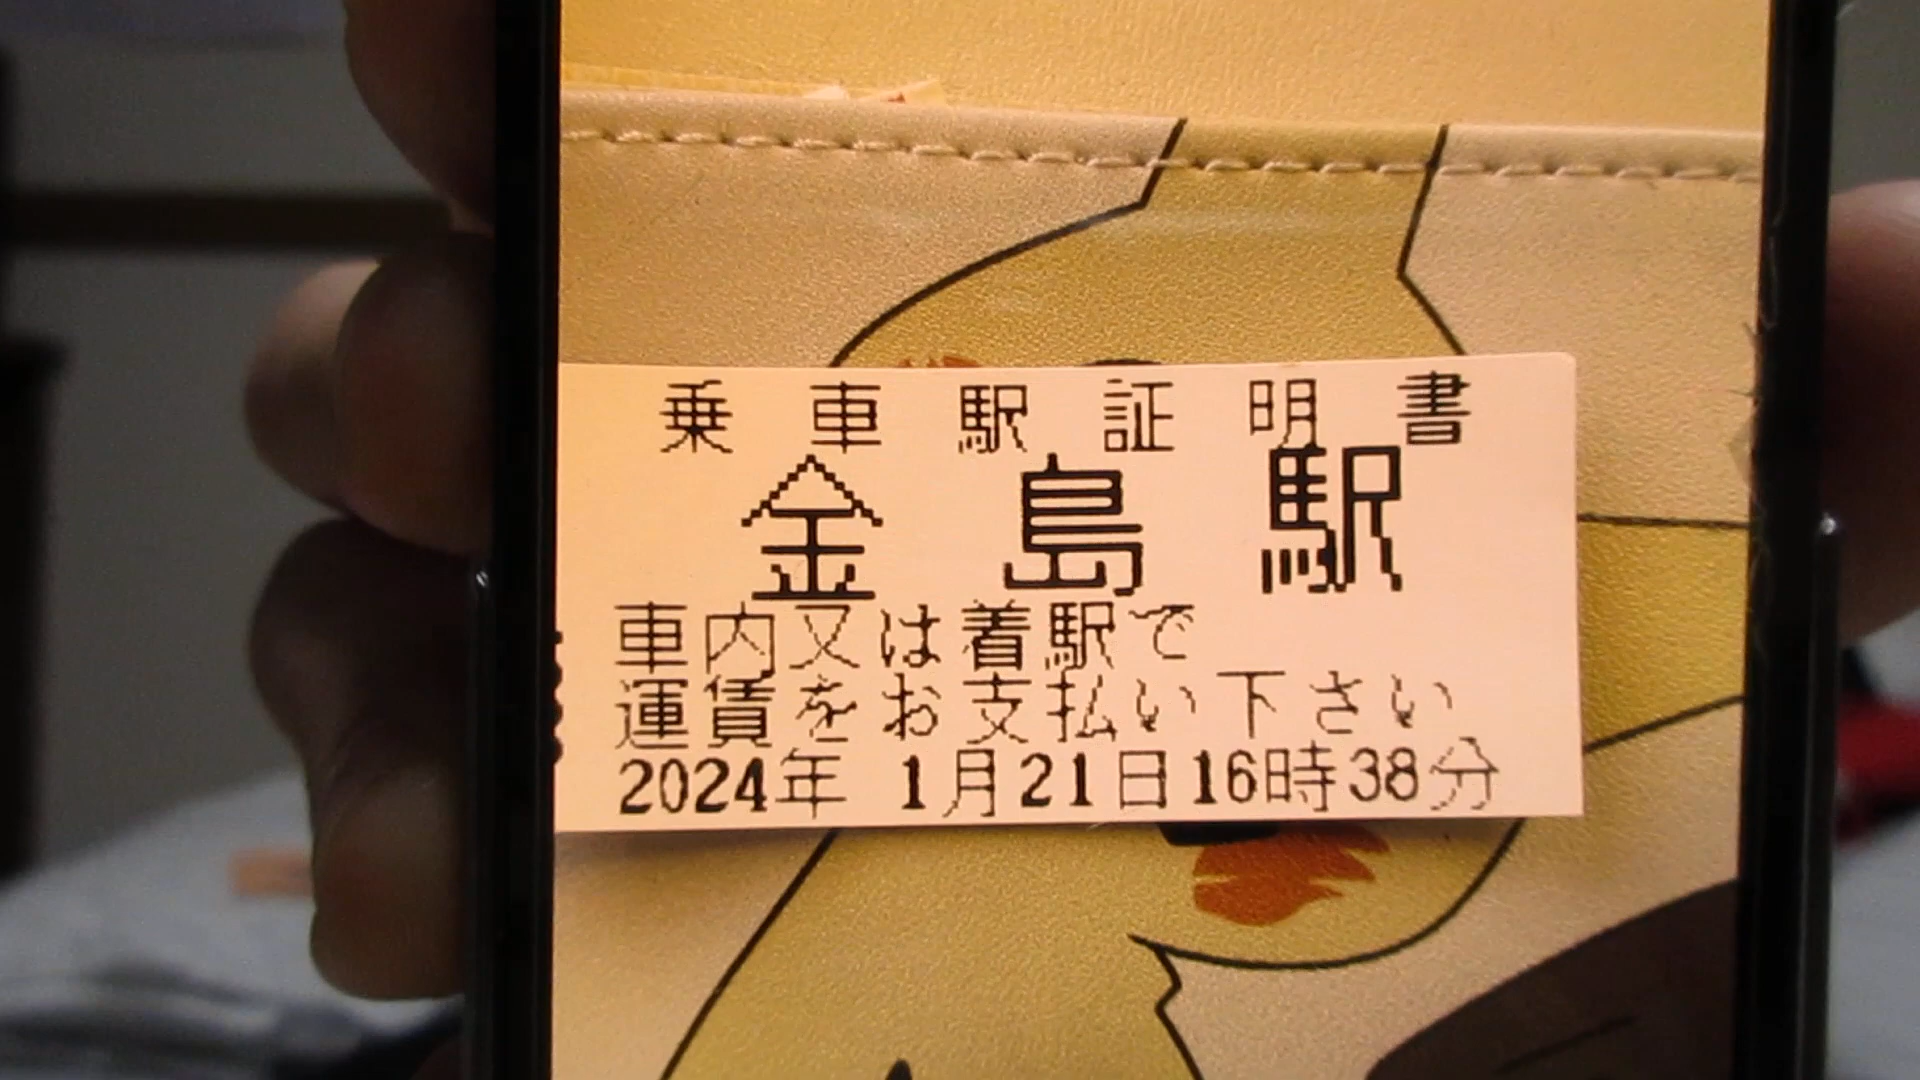 乗車駅証明書
金島駅
車内又は着駅で
運賃をお支払い下さい
2024年 1月21日16時38分